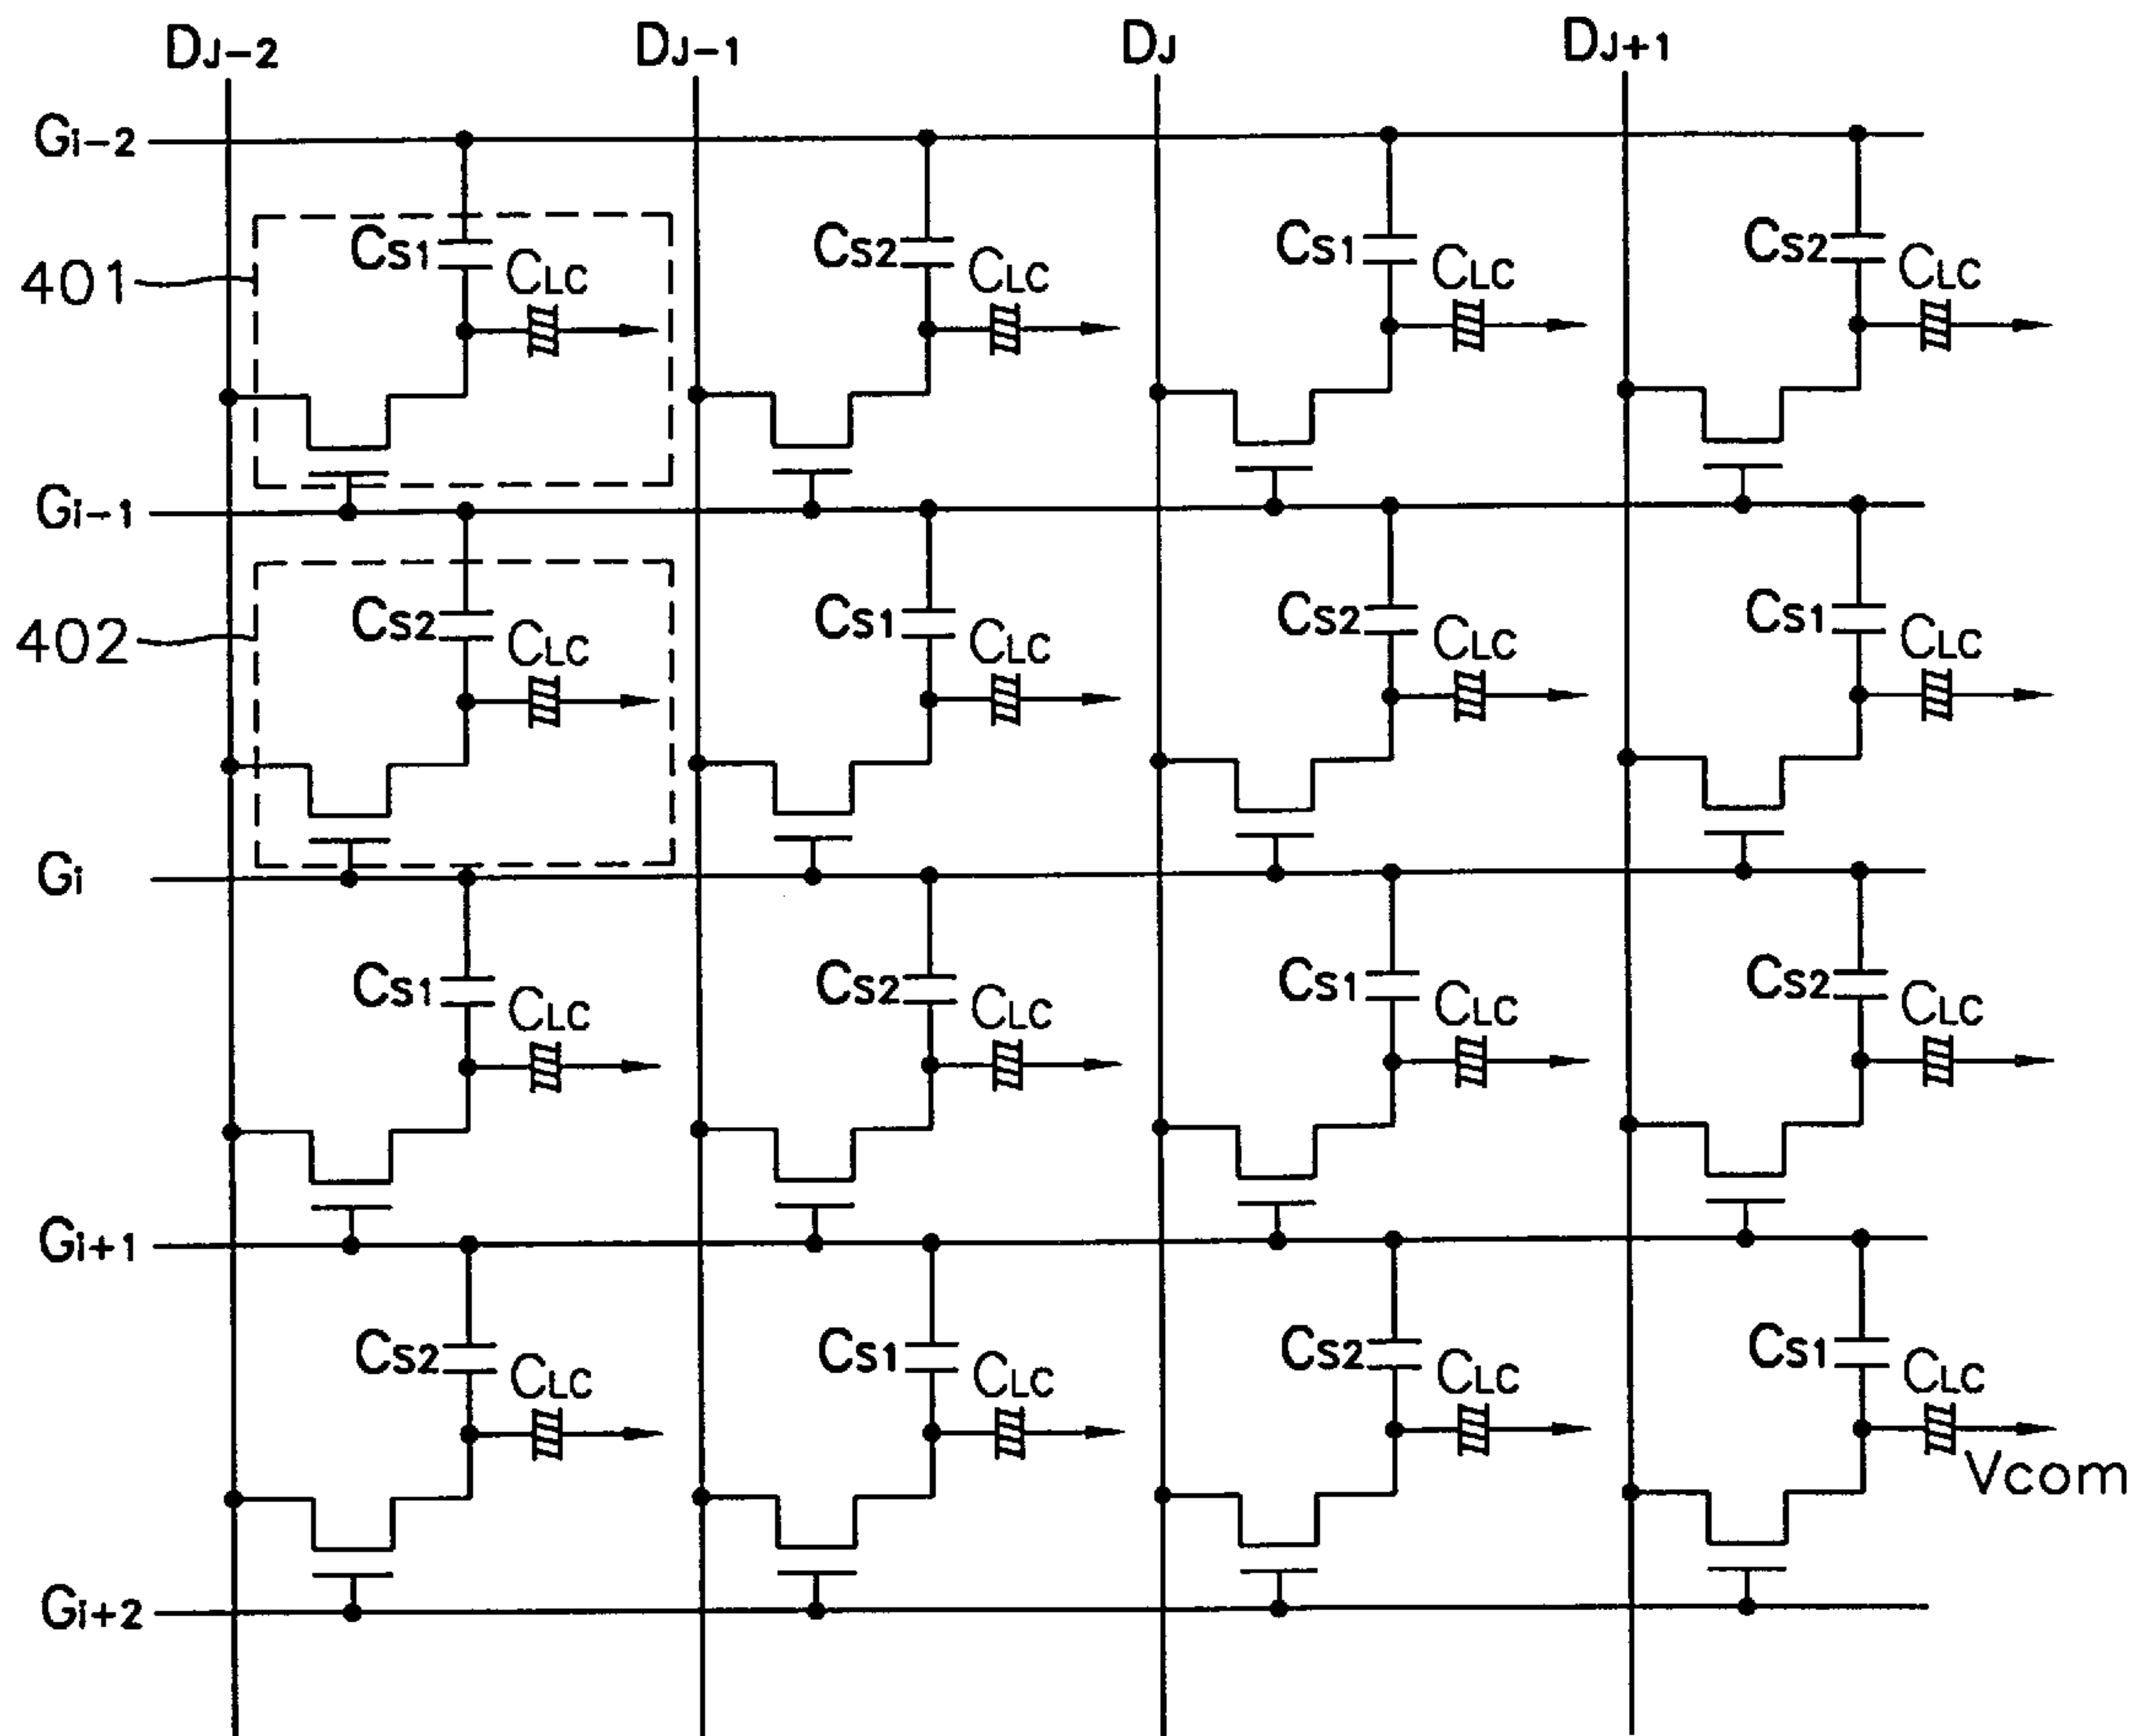 DJ-2 DJ-1 DJ DJ+1
Gi-2
CS1 CLC CS2 CLC CS1 CLC CS2 CLC
401
Gi-1
CS2 CLC CS1 CLC CS2 CLC CS1 CLC
402
Gi
CS1 CLC CS2 CLC CS1 CLC CS2 CLC
Gi+1
CS2 CLC CS1 CLC CS2 CLC CS1 CLC
Vcom
Gi+2